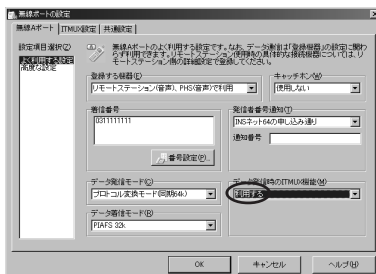 無線Aポートの設定
無線Aポート ITMUX設定 共通設定
設定項目選択(Z)
よく利用する設定
高度な設定
無線Aポートのよく利用する設定です。なお、データ通信は「登録機器」の設定に関わ
らず利用できます。リモートステーション使用時の具体的な接続機器については、リ
モートステーション側の詳細設定で登録してください。
登録する機器(E)
リモートステーション(音声)、PHS(音声)で利用
キャッチホン(W)
使用しない
着信番号
0311111111
番号設定(P)...
発信者番号通知(T)
INSネット64の申し込み通り
通知番号
データ発信モード(C)
プロトコル変換モード(同期64k)
データ発信時のITMUX機能(M)
利用する
データ着信モード(R)
PIAFS 32k
OK キャンセル ヘルプ(H)